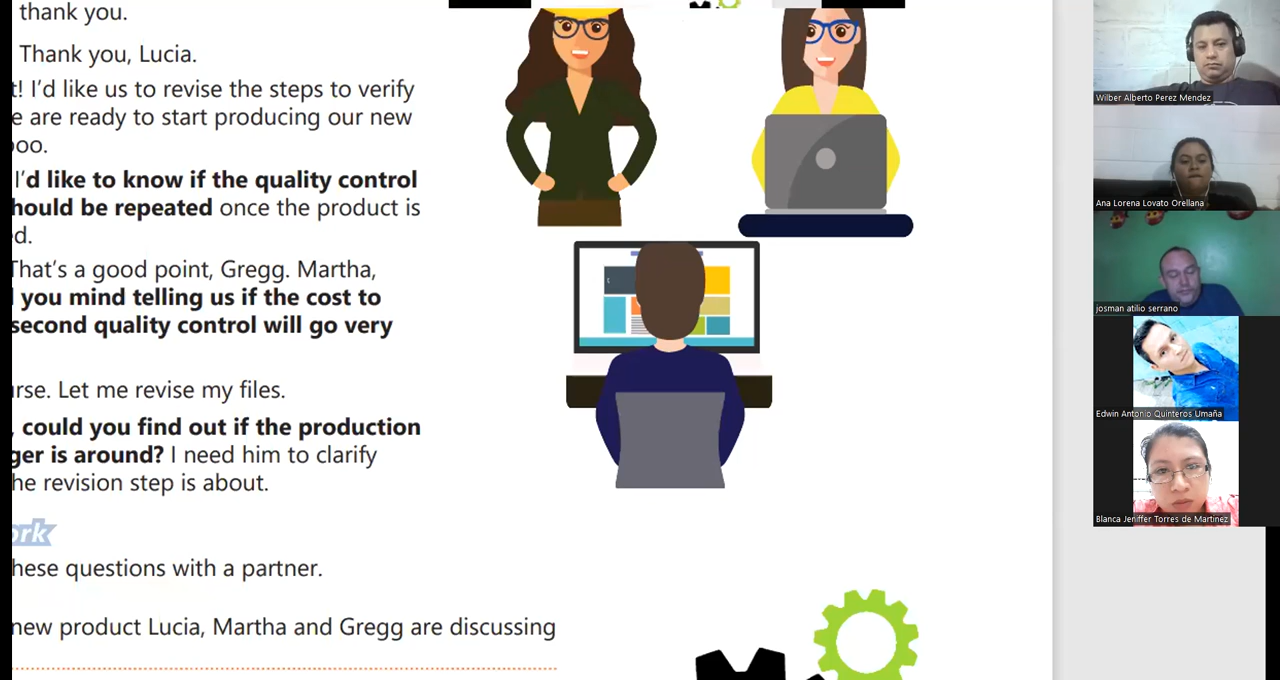 thank you.
Thank you, Lucia.
t! I'd like us to revise the steps to verify
e are ready to start producing our new
oo.
I'd like to know if the quality control
hould be repeated once the product is
d.
That's a good point, Gregg. Martha,
you mind telling us if the cost to
second quality control will go very
rse. Let me revise my files.
, could you find out if the production
ger is around? I need him to clarify
he revision step is about.
ork
hese questions with a partner.
new product Lucia, Martha and Gregg are discussing
Wilber Alberto Perez Mendez
Ana Lorena Lovato Orellana
josman atilio serrano
Edwin Antonio Quinteros Umaña
Blanca Jeniffer Torres de Martinez